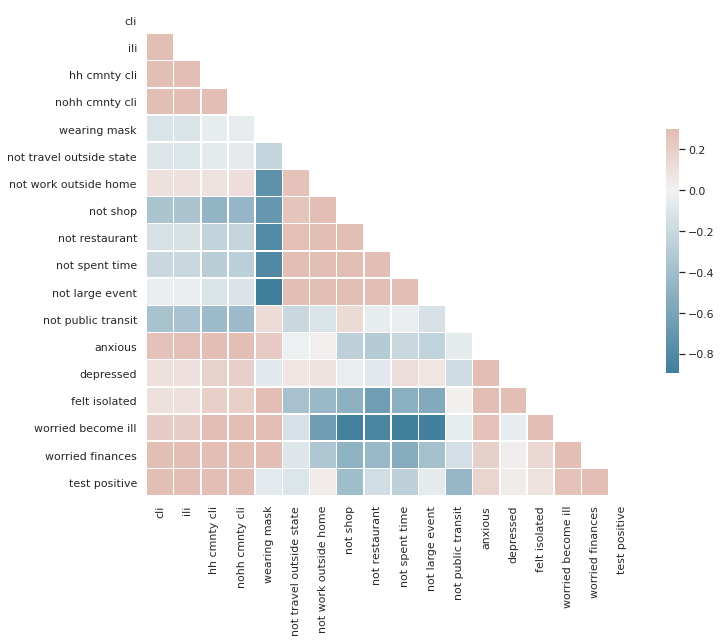 cli
ili
hh cmnty cli
nohh cmnty cli
wearing mask
not travel outside state
not work outside home
not shop
not restaurant
not spent time
not large event
not public transit
anxious
depressed
felt isolated
worried become ill
worried finances
test positive
cli
ili
hh cmnty cli
nohh cmnty cli
wearing mask
not travel outside state
not work outside home
not shop
not restaurant
not spent time
not large event
not public transit
anxious
depressed
felt isolated
worried become ill
worried finances
test positive
0.2
0.0
−0.2
−0.4
−0.6
−0.8